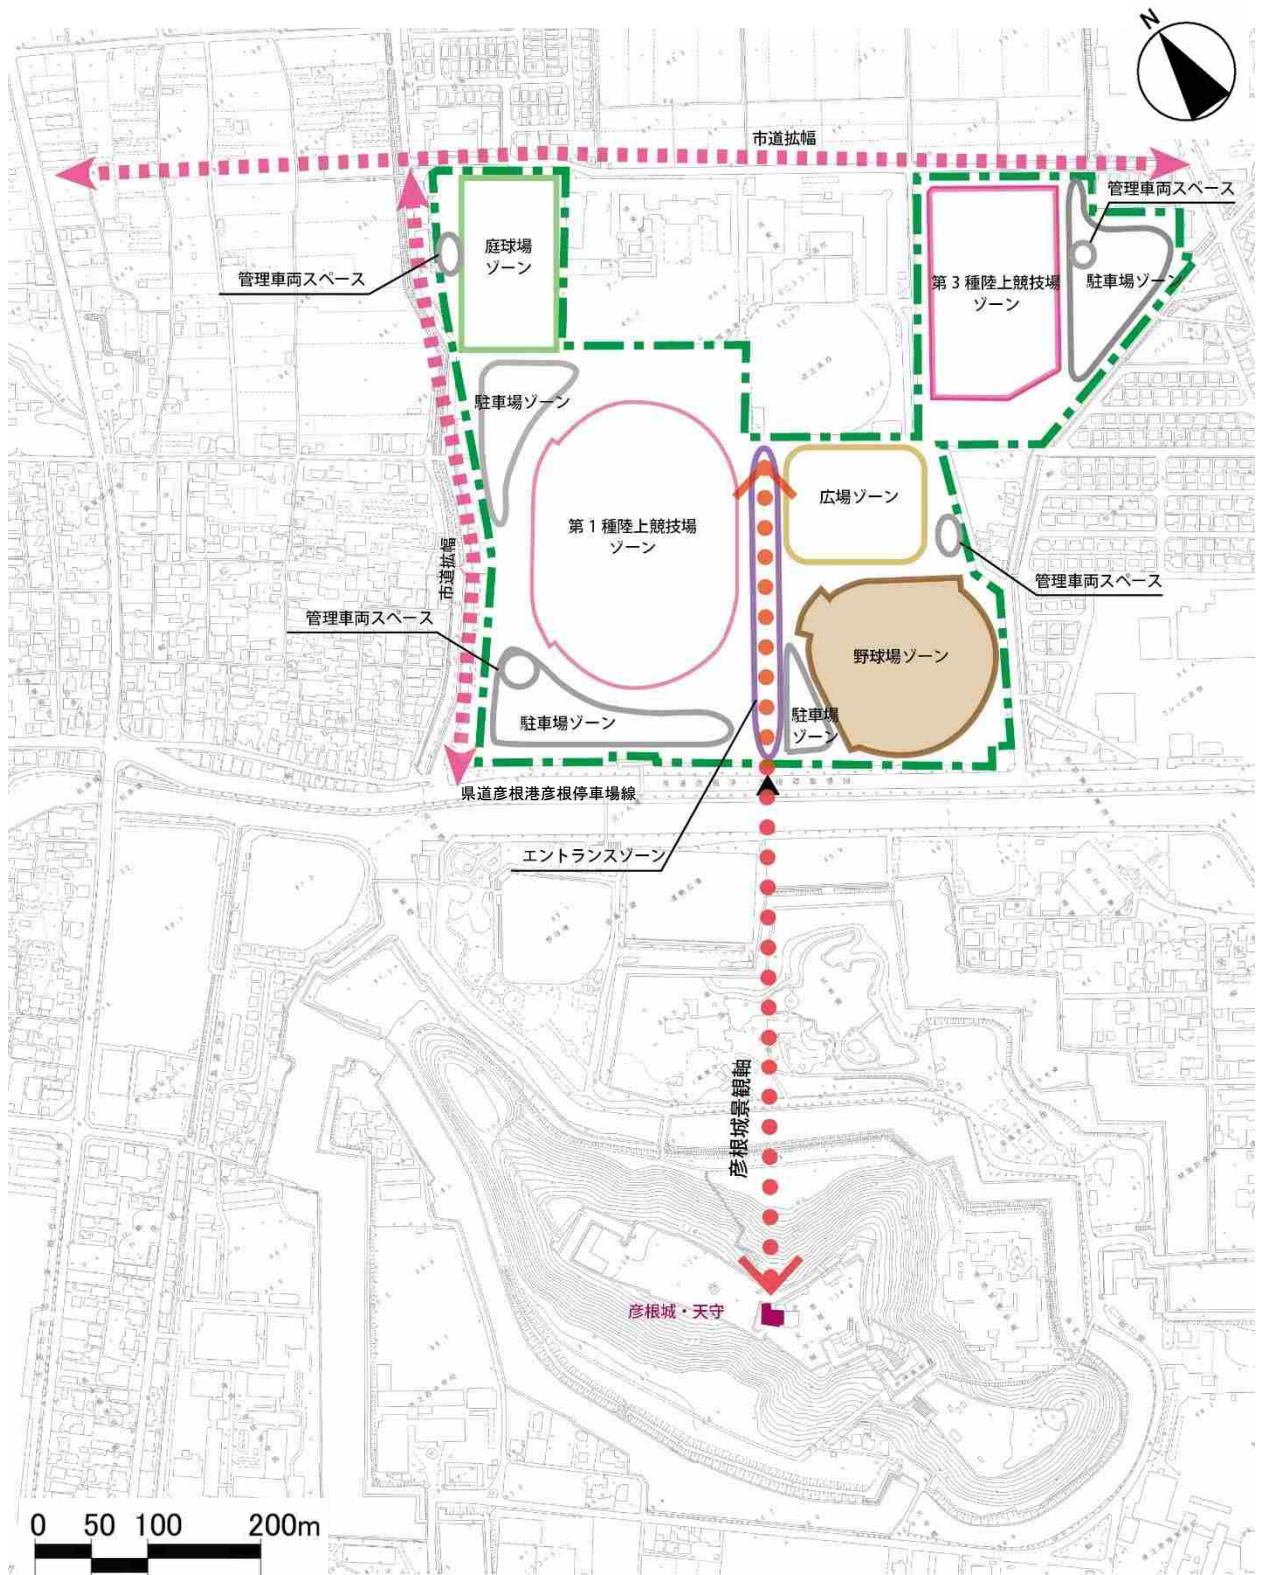 N
市道拡幅
管理車両スペース
庭球場
ゾーン
管理車両スペース
第3種陸上競技場
ゾーン
駐車場ゾーン
駐車場ゾーン
広場ゾーン
第1種陸上競技場
ゾーン
市道拡幅
管理車両スペース
管理車両スペース
野球場ゾーン
駐車場ゾーン
駐車場
ゾーン
県道彦根港彦根停車場線
エントランスゾーン
彦根城景観軸
彦根城・天守
0 50 100 200m